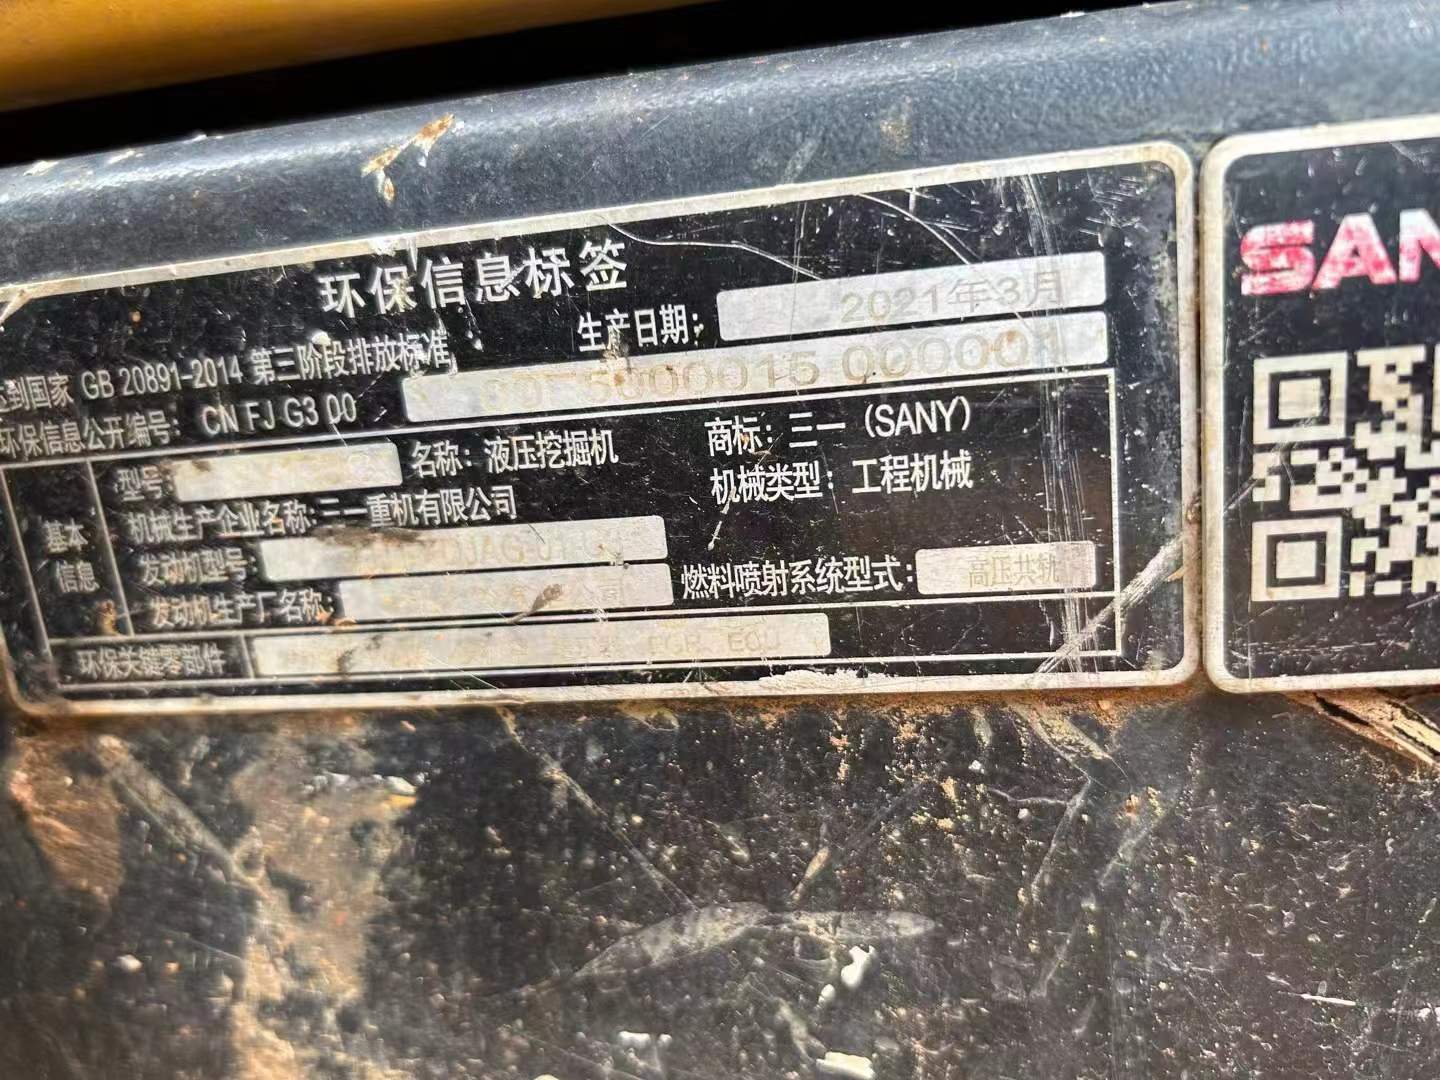 环保信息标签
生产日期: 2021年3月
达到国家 GB 20891-2014 第三阶段排放标准
环保信息公开编号: CN FJ G3 00 000001
基本信息
型号:
名称: 液压挖掘机
商标: 三一 (SANY)
机械生产企业名称: 三一重机有限公司
机械类型: 工程机械
发动机型号:
发动机生产厂名称:
燃料喷射系统型式: 高压共轨
环保关键零部件 EGR ECU
SAN